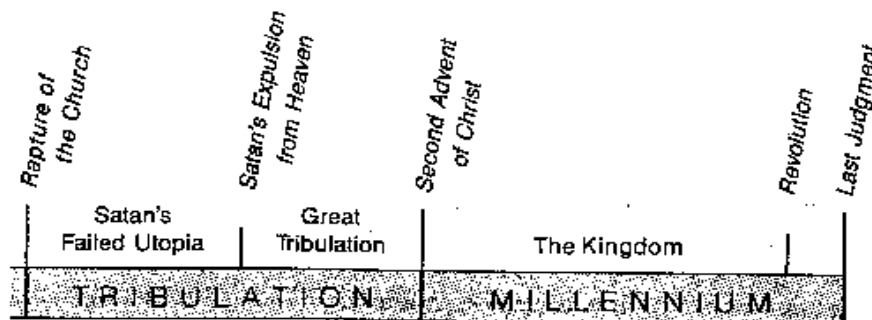 Rapture of
the Church
Satan's Expulsion
from Heaven
Second Advent
of Christ
Revolution
Last Judgment
Satan's
Failed Utopia
Great
Tribulation
The Kingdom
TRIBULATION
MILLENNIUM